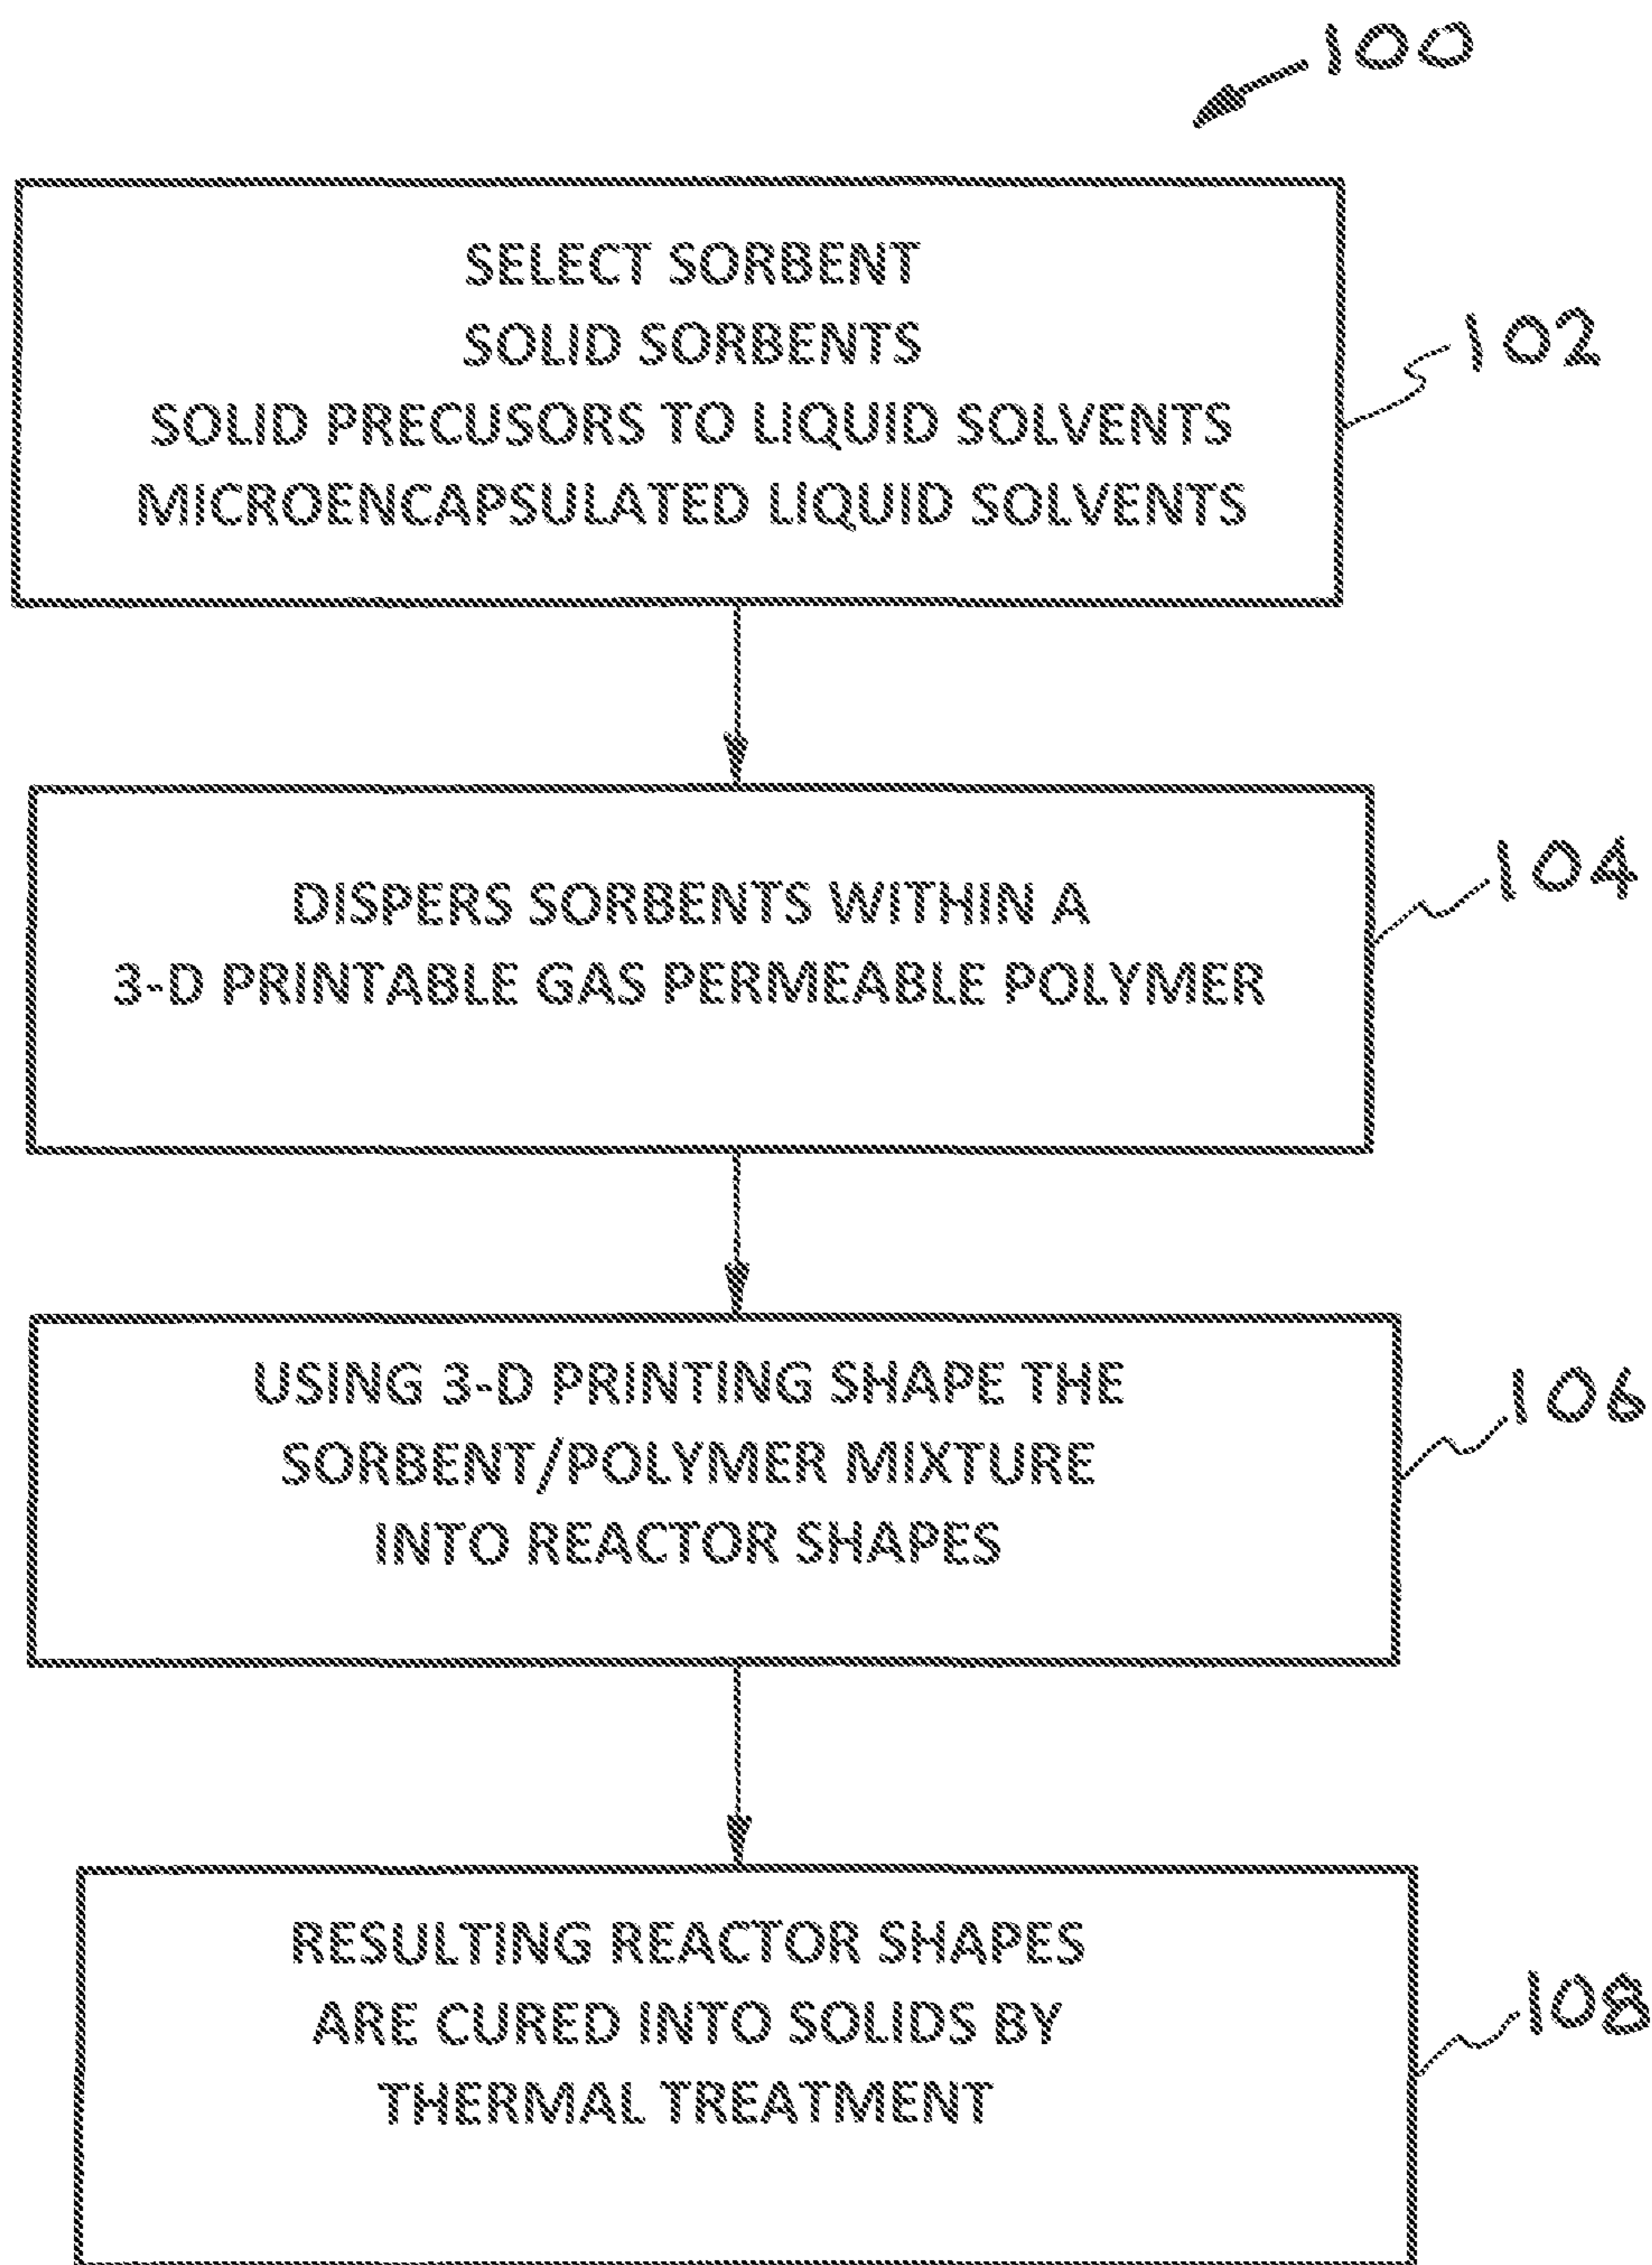 100
SELECT SORBENT
SOLID SORBENTS
SOLID PRECUSORS TO LIQUID SOLVENTS
MICROENCAPSULATED LIQUID SOLVENTS
102
DISPERS SORBENTS WITHIN A
3-D PRINTABLE GAS PERMEABLE POLYMER
104
USING 3-D PRINTING SHAPE THE
SORBENT/POLYMER MIXTURE
INTO REACTOR SHAPES
106
RESULTING REACTOR SHAPES
ARE CURED INTO SOLIDS BY
THERMAL TREATMENT
108